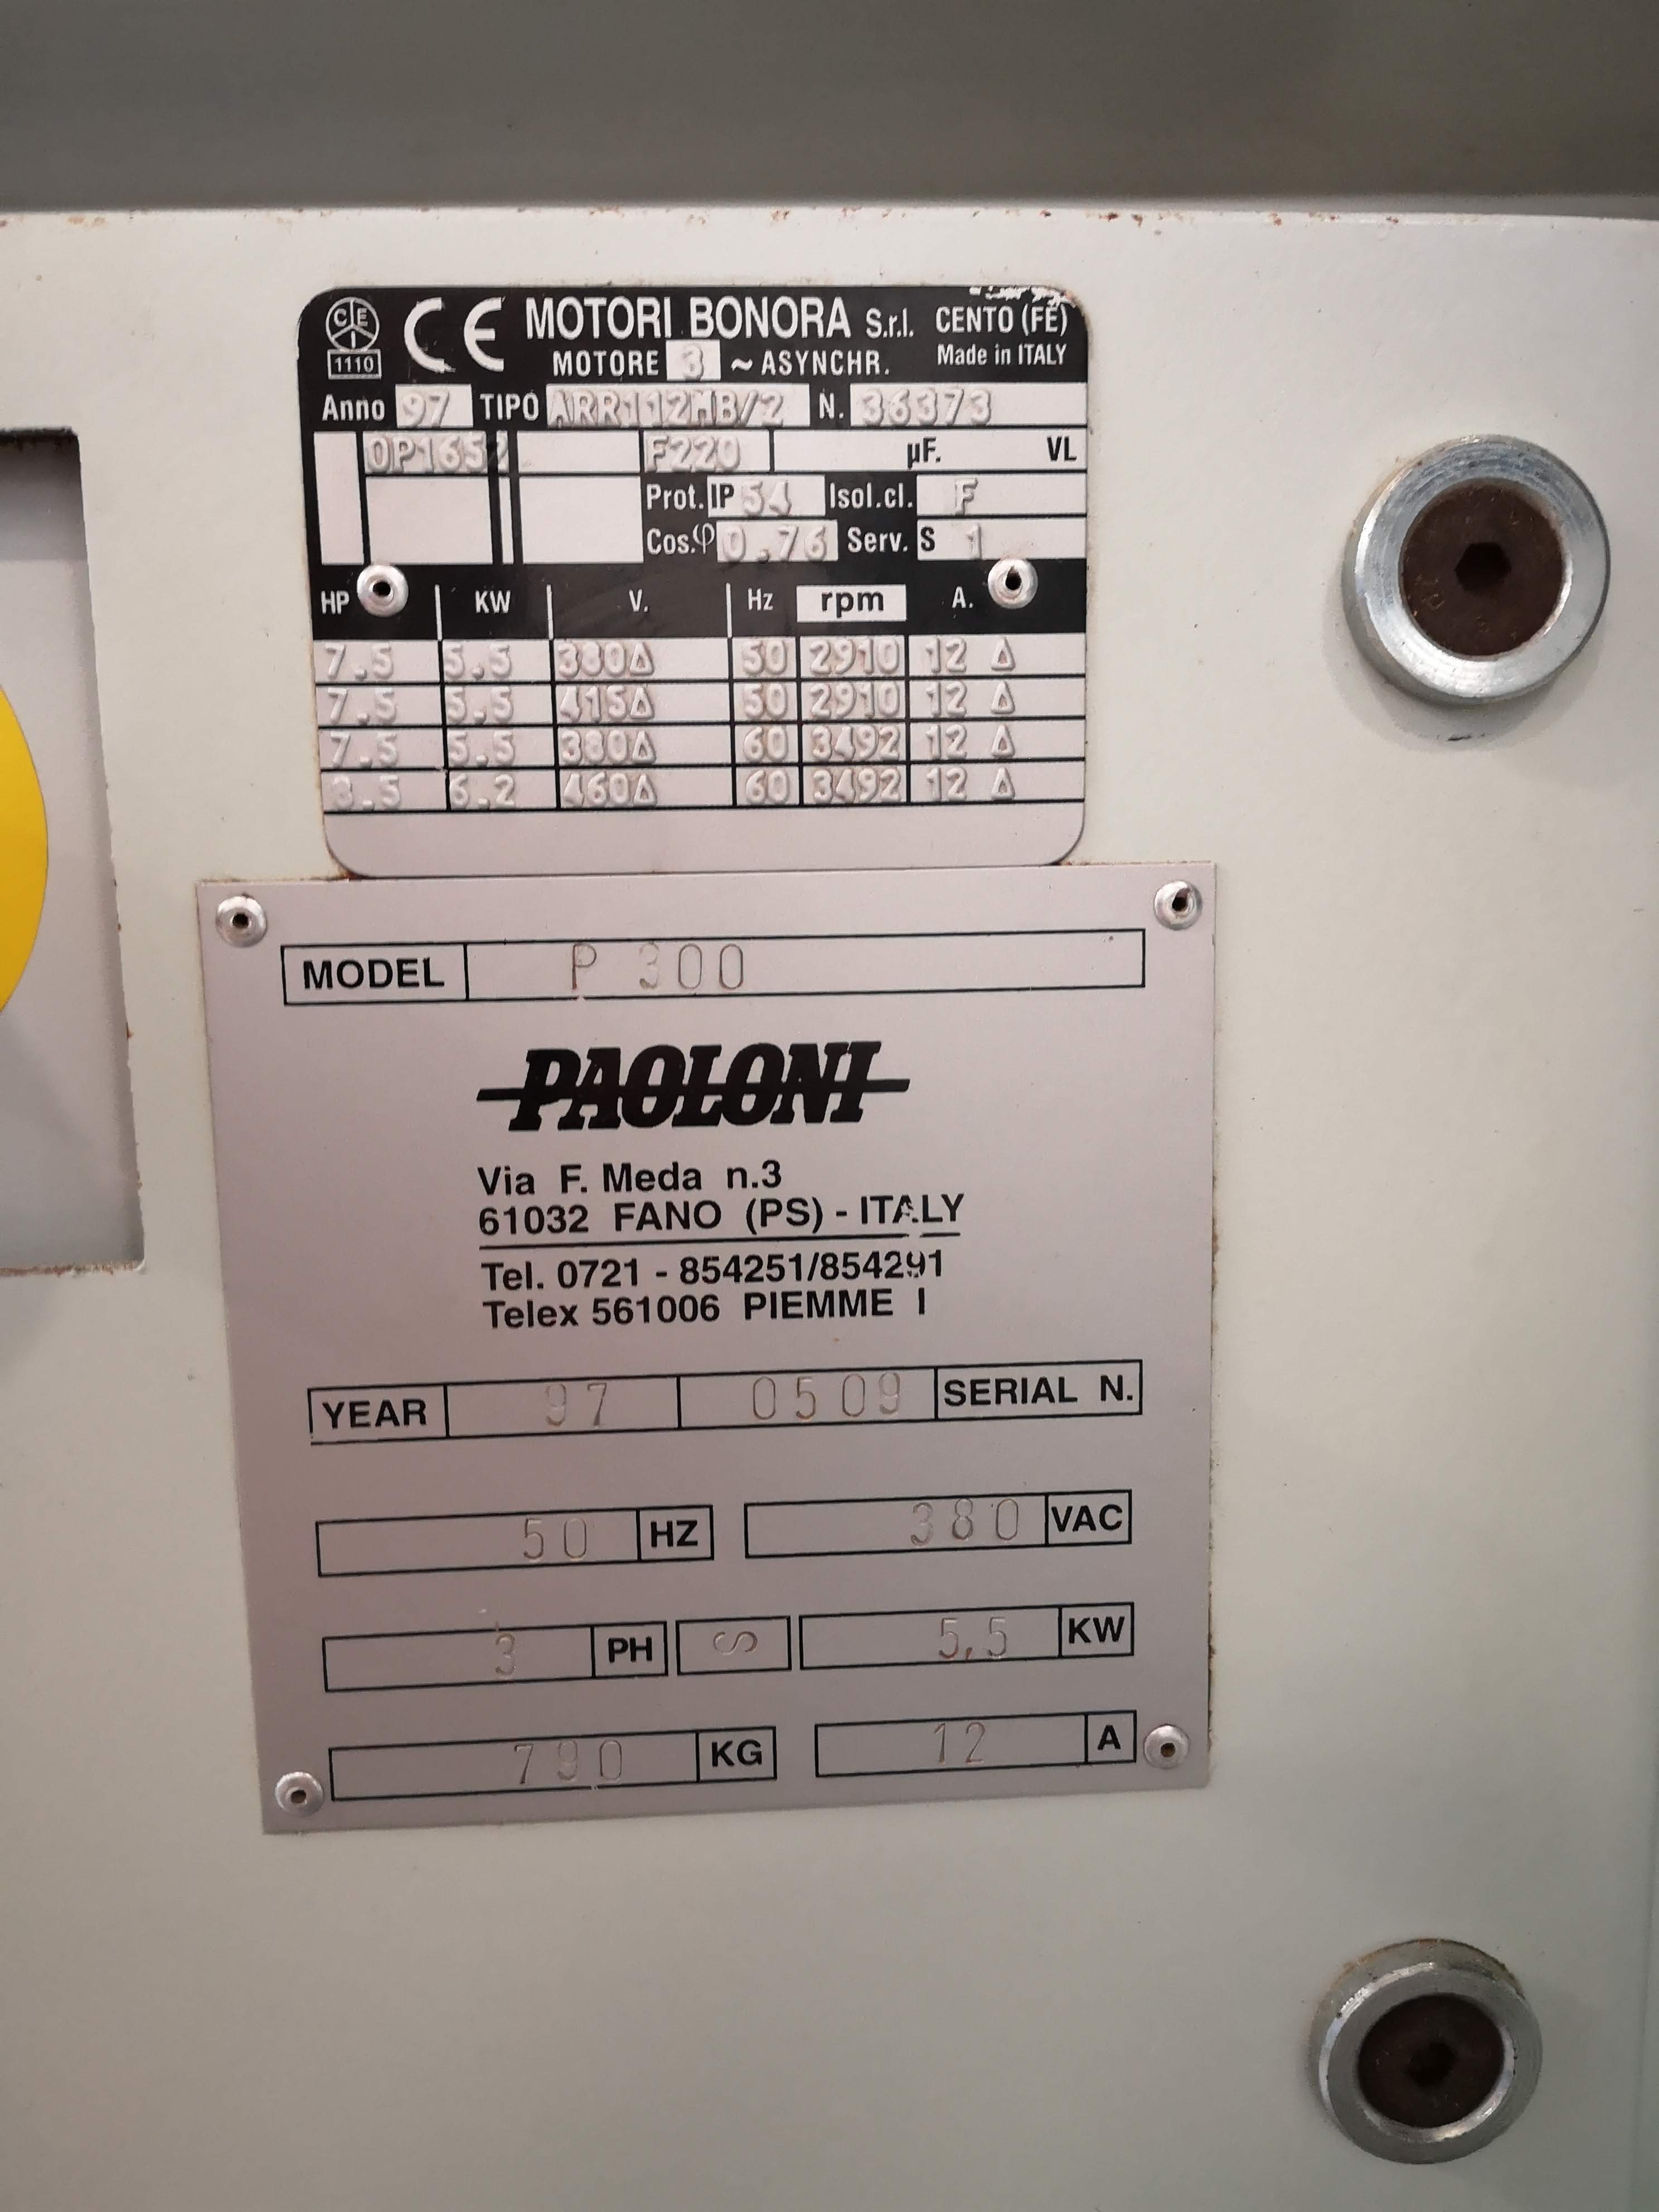 CEI 1110 CE MOTORI BONORA S.r.l. CENTO (FE)
MOTORE 3 ~ ASYNCHR. Made in ITALY
Anno 97 TIPO ARR112MB/2 N. 36373
OP1652 F220 µF. VL
Prot. IP 54 Isol.cl. F
Cos.φ 0.76 Serv. S 1
HP KW V. Hz rpm A.
7.5 5.5 380Δ 50 2910 12 Δ
7.5 5.5 415Δ 50 2910 12 Δ
7.5 5.5 380Δ 60 3492 12 Δ
8.5 6.2 460Δ 60 3492 12 Δ
MODEL P 300
PAOLONI
Via F. Meda n.3
61032 FANO (PS) - ITALY
Tel. 0721 - 854251/854291
Telex 561006 PIEMME I
YEAR 97 0509 SERIAL N.
50 HZ 380 VAC
3 PH S 5,5 KW
790 KG 12 A